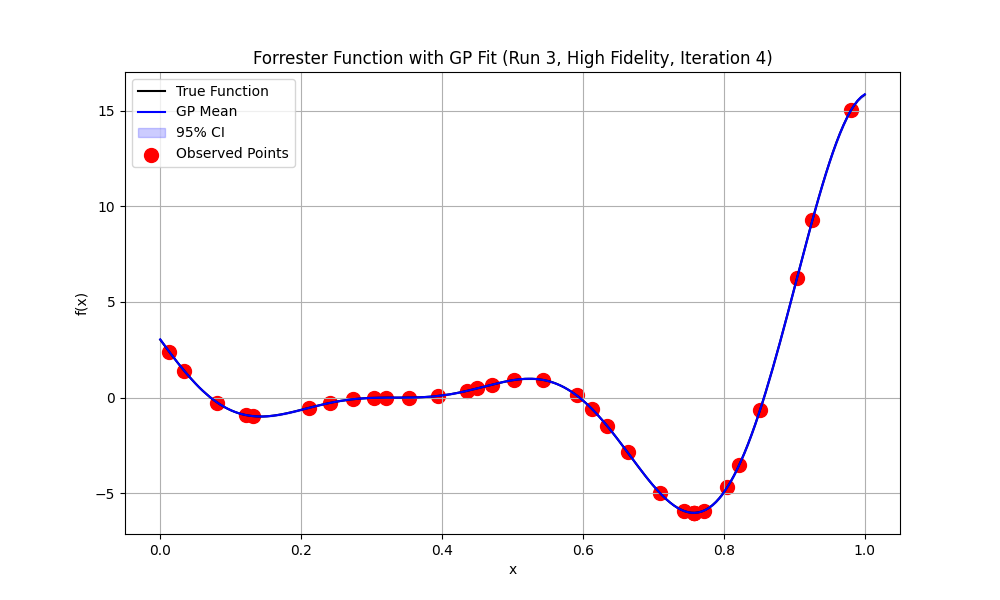 Forrester Function with GP Fit (Run 3, High Fidelity, Iteration 4)
True Function
GP Mean
95% CI
Observed Points
15
10
5
0
−5
f(x)
0.0 0.2 0.4 0.6 0.8 1.0
x